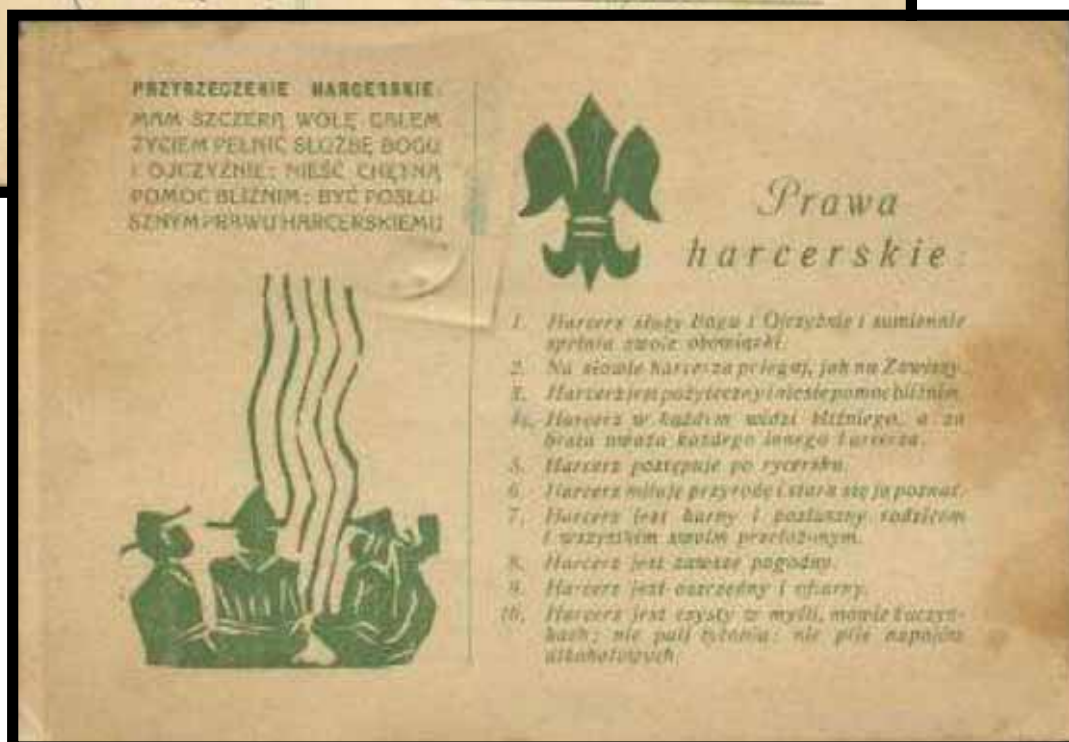 PRZYRZECZENIE HARCERSKIE:
MAM SZCZERĄ WOLĘ CAŁEM
ŻYCIEM PEŁNIĆ SŁUŻBĘ BOGU
I OJCZYŹNIE: NIEŚĆ CHĘTNĄ
POMOC BLIŹNIM: BYĆ POSŁU-
SZNYM PRAWU HARCERSKIEMU
Prawa
harcerskie:
1. Harcerz służy Bogu i Ojczyźnie i sumiennie
spełnia swoje obowiązki.
2. Na słowie harcerza polegaj, jak na Zawiszy.
3. Harcerz jest pożyteczny i niesie pomoc bliźnim.
4. Harcerz w każdym widzi bliźniego, a za
brata uważa każdego innego harcerza.
5. Harcerz postępuje po rycersku.
6. Harcerz miłuje przyrodę i stara się ją poznać.
7. Harcerz jest karny i posłuszny rodzicom
i wszystkim swoim przełożonym.
8. Harcerz jest zawsze pogodny.
9. Harcerz jest oszczędny i ofiarny.
10. Harcerz jest czysty w myśli, mowie i uczyn-
kach; nie pali tytoniu; nie pije napojów
alkoholowych.